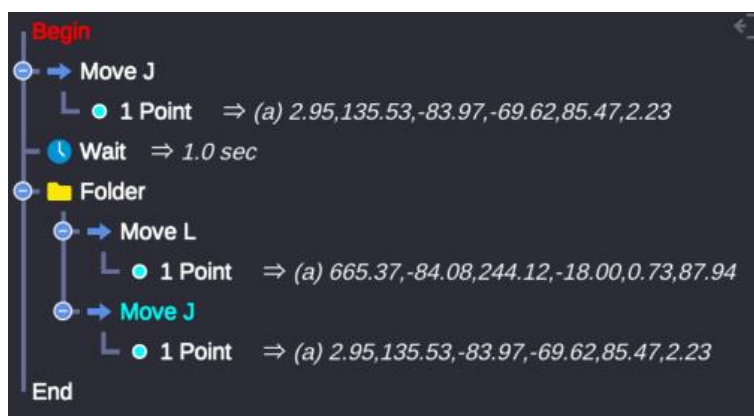 Begin
Move J
1 Point ⇒ (a) 2.95,135.53,-83.97,-69.62,85.47,2.23
Wait ⇒ 1.0 sec
Folder
Move L
1 Point ⇒ (a) 665.37,-84.08,244.12,-18.00,0.73,87.94
Move J
1 Point ⇒ (a) 2.95,135.53,-83.97,-69.62,85.47,2.23
End